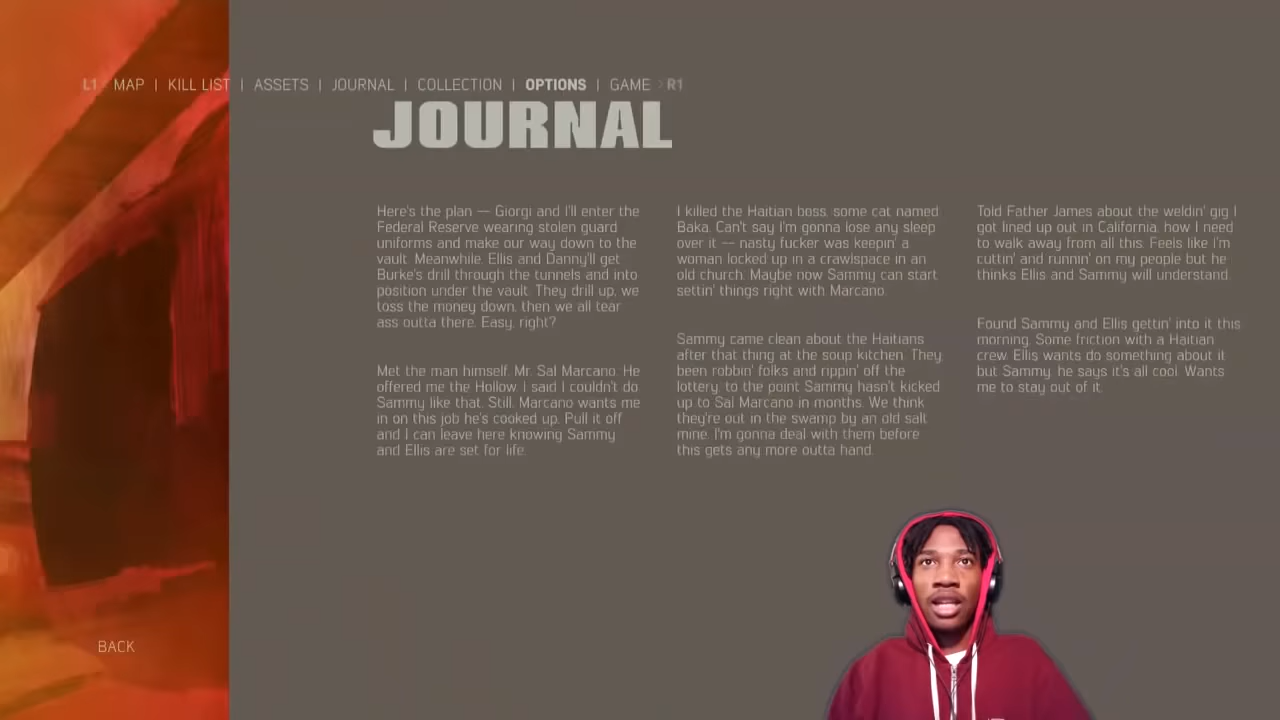 L1 MAP | KILL LIST | ASSETS | JOURNAL | COLLECTION | OPTIONS | GAME R1
JOURNAL
Here's the plan — Giorgi and I'll enter the
Federal Reserve wearing stolen guard
uniforms and make our way down to the
vault. Meanwhile, Ellis and Danny'll get
Burke's drill through the tunnels and into
position under the vault. They drill up, we
toss the money down, then we all tear
ass outta there. Easy, right?
Met the man himself, Mr. Sal Marcano. He
offered me the Hollow. I said I couldn't do
Sammy like that. Still, Marcano wants me
in on this job he's cooked up. Pull it off
and I can leave here knowing Sammy
and Ellis are set for life.
I killed the Haitian boss, some cat named
Baka. Can't say I'm gonna lose any sleep
over it — nasty fucker was keepin' a
woman locked up in a crawlspace in an
old church. Maybe now Sammy can start
settin' things right with Marcano.
Sammy came clean about the Haitians
after that thing at the soup kitchen. They
been robbin' folks and rippin' off the
lottery, to the point Sammy hasn't kicked
up to Sal Marcano in months. We think
they're out in the swamp by an old salt
mine. I'm gonna deal with them before
this gets any more outta hand.
Told Father James about the weldin' gig I
got lined up out in California, how I need
to walk away from all this. Feels like I'm
cuttin' and runnin' on my people but he
thinks Ellis and Sammy will understand.
Found Sammy and Ellis gettin' into it this
morning. Some friction with a Haitian
crew. Ellis wants do something about it
but Sammy, he says it's all cool. Wants
me to stay out of it.
BACK